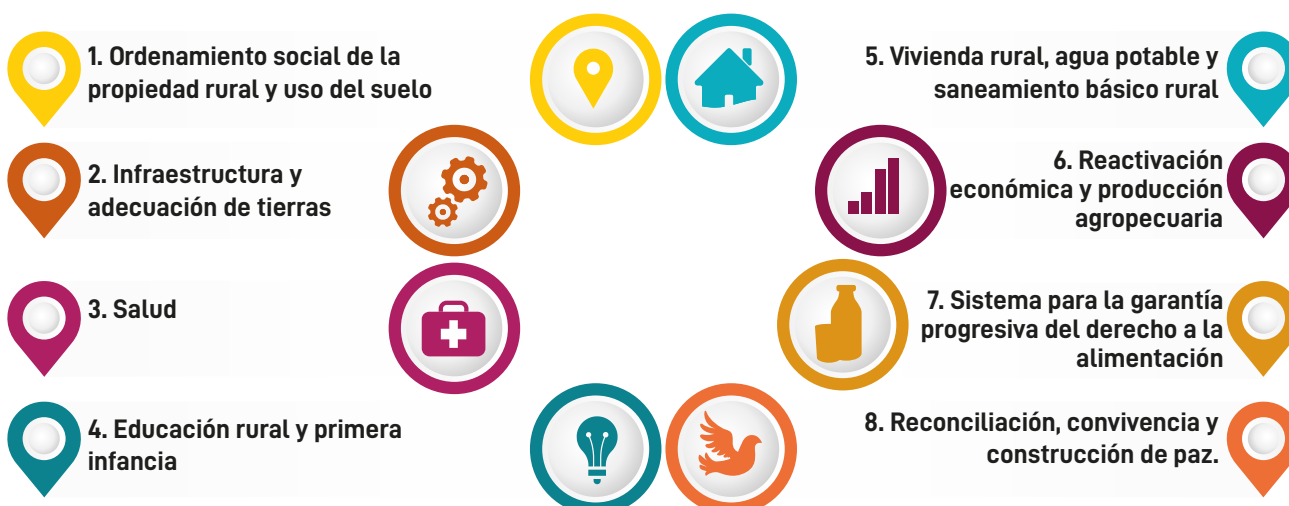 1. Ordenamiento social de la
propiedad rural y uso del suelo
2. Infraestructura y
adecuación de tierras
3. Salud
4. Educación rural y primera
infancia
5. Vivienda rural, agua potable y
saneamiento básico rural
6. Reactivación
económica y producción
agropecuaria
7. Sistema para la garantía
progresiva del derecho a la
alimentación
8. Reconciliación, convivencia y
construcción de paz.